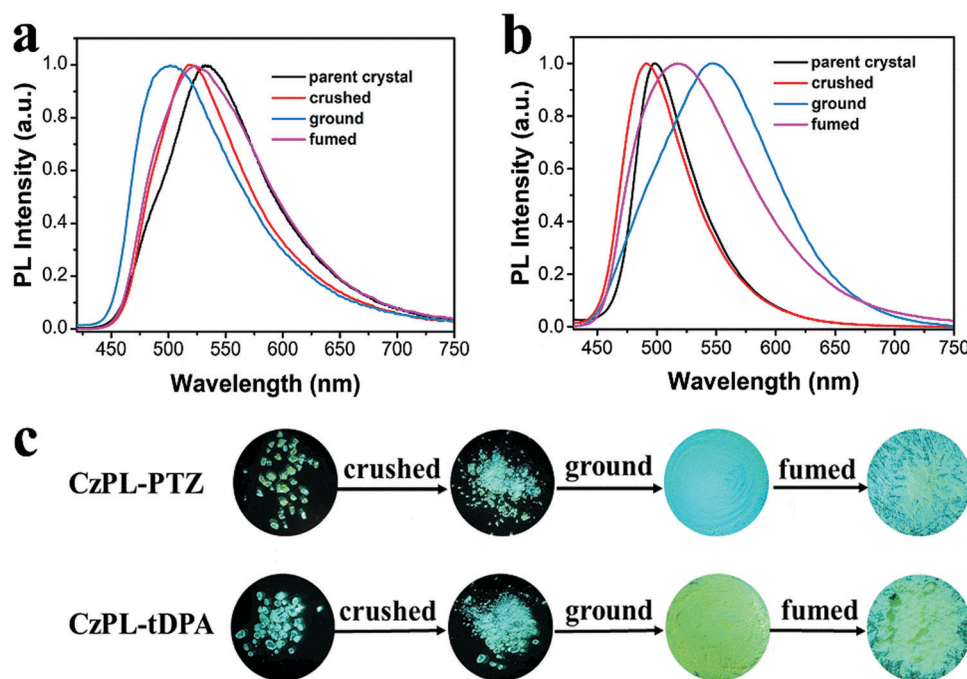 a
1.0
0.8
0.6
0.4
0.2
0.0
PL Intensity (a.u.)
parent crystal
crushed
ground
fumed
450 500 550 600 650 700 750
Wavelength (nm)
b
1.0
0.8
0.6
0.4
0.2
0.0
PL Intensity (a.u.)
parent crystal
crushed
ground
fumed
450 500 550 600 650 700 750
Wavelength (nm)
c
CzPL-PTZ crushed ground fumed
CzPL-tDPA crushed ground fumed